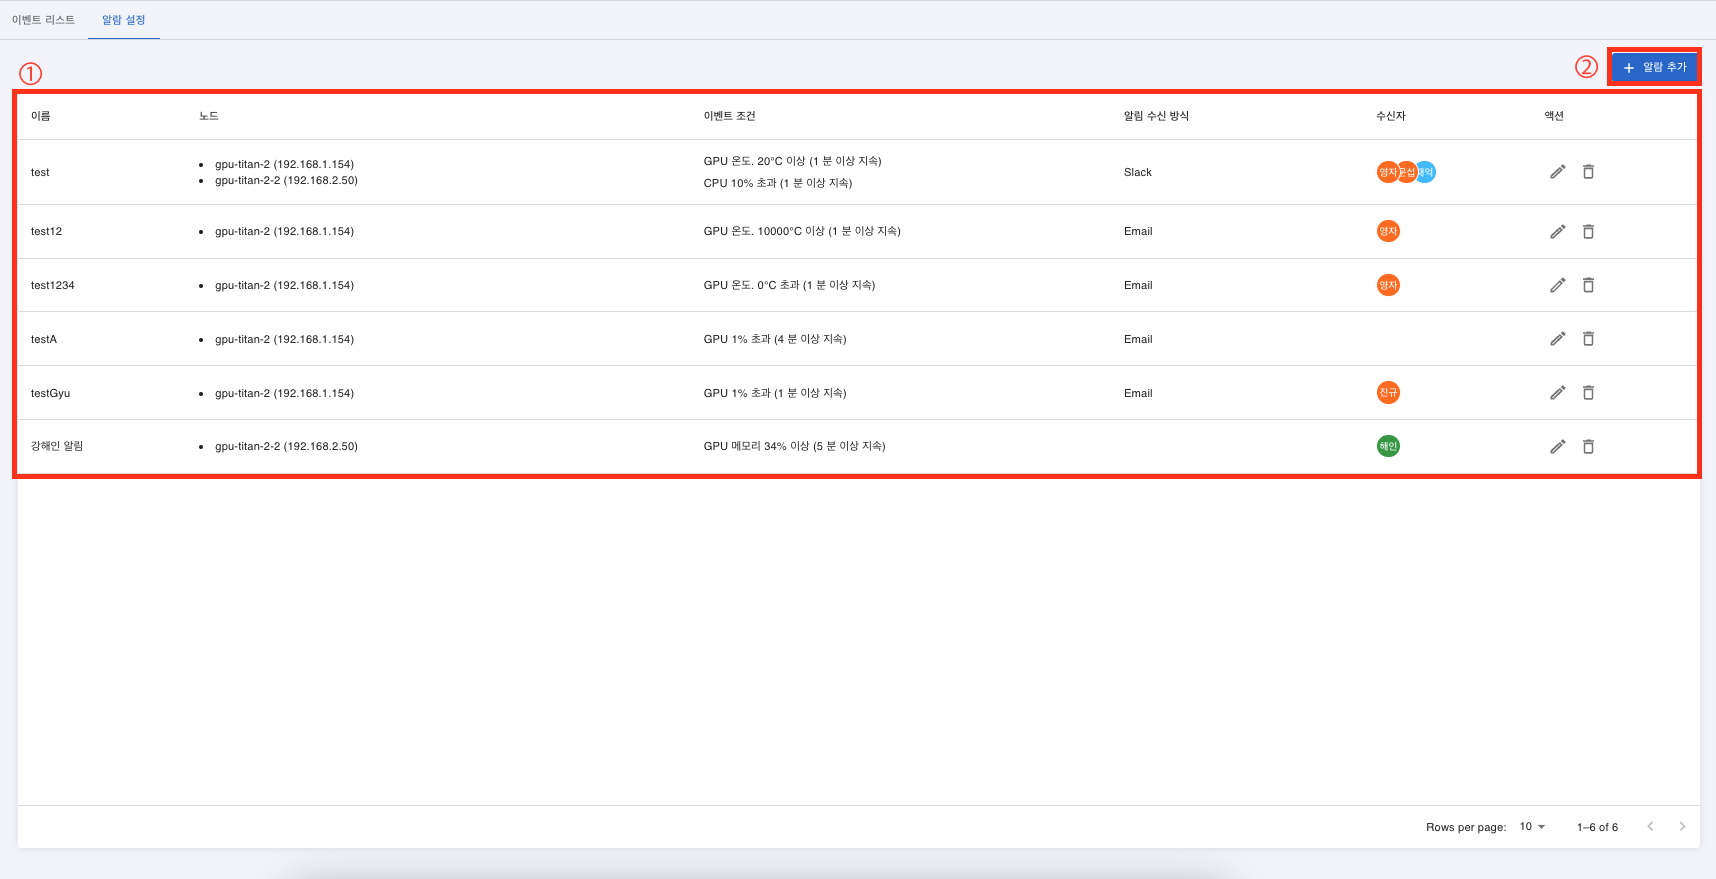 이벤트 리스트 알람 설정
① ② + 알람 추가
이름 노드 이벤트 조건 알림 수신 방식 수신자 액션
test • gpu-titan-2 (192.168.1.154) • gpu-titan-2-2 (192.168.2.50) GPU 온도. 20°C 이상 (1 분 이상 지속) CPU 10% 초과 (1 분 이상 지속) Slack 영자
test12 • gpu-titan-2 (192.168.1.154) GPU 온도. 10000°C 이상 (1 분 이상 지속) Email 영자
test1234 • gpu-titan-2 (192.168.1.154) GPU 온도. 0°C 초과 (1 분 이상 지속) Email 영자
testA • gpu-titan-2 (192.168.1.154) GPU 1% 초과 (4 분 이상 지속) Email
testGyu • gpu-titan-2 (192.168.1.154) GPU 1% 초과 (1 분 이상 지속) Email 진규
강해인 알림 • gpu-titan-2-2 (192.168.2.50) GPU 메모리 34% 이상 (5 분 이상 지속) 해인
Rows per page: 10 1–6 of 6